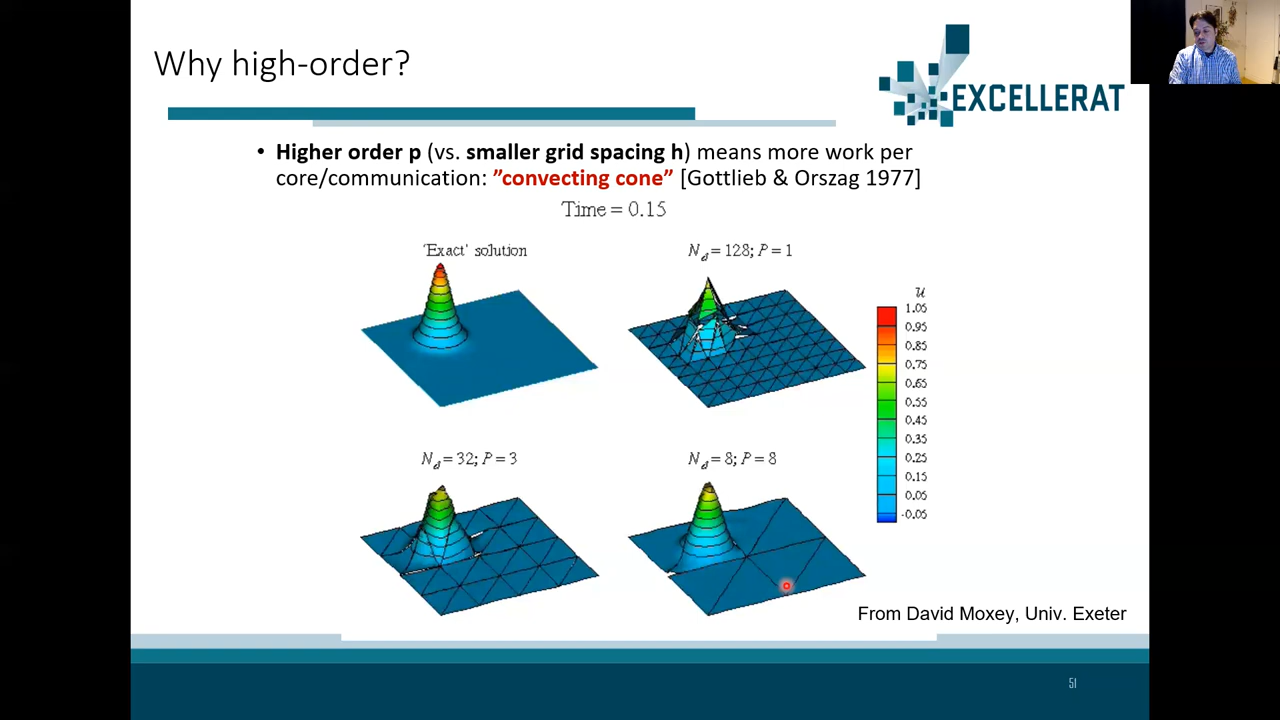 Why high-order?
EXCELLERAT
• Higher order p (vs. smaller grid spacing h) means more work per
core/communication: ”convecting cone” [Gottlieb & Orszag 1977]
Time = 0.15
'Exact' solution
N_d = 128; P = 1
u
1.05
0.95
0.85
0.75
0.65
0.55
0.45
0.35
0.25
0.15
0.05
-0.05
N_d = 32; P = 3
N_d = 8; P = 8
From David Moxey, Univ. Exeter
51